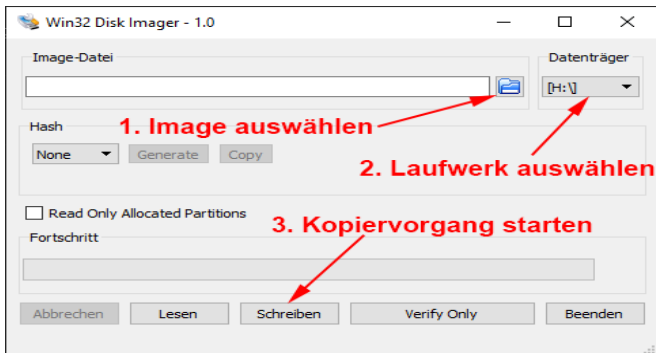 Win32 Disk Imager - 1.0
Image-Datei
Datenträger
[H:\]
Hash
1. Image auswählen
None
Generate
Copy
2. Laufwerk auswählen
Read Only Allocated Partitions
3. Kopiervorgang starten
Fortschritt
Abbrechen
Lesen
Schreiben
Verify Only
Beenden